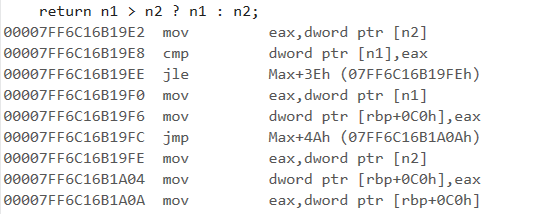 return n1 > n2 ? n1 : n2;
00007FF6C16B19E2 mov eax,dword ptr [n2]
00007FF6C16B19E8 cmp dword ptr [n1],eax
00007FF6C16B19EE jle Max+3Eh (07FF6C16B19FEh)
00007FF6C16B19F0 mov eax,dword ptr [n1]
00007FF6C16B19F6 mov dword ptr [rbp+0C0h],eax
00007FF6C16B19FC jmp Max+4Ah (07FF6C16B1A0Ah)
00007FF6C16B19FE mov eax,dword ptr [n2]
00007FF6C16B1A04 mov dword ptr [rbp+0C0h],eax
00007FF6C16B1A0A mov eax,dword ptr [rbp+0C0h]